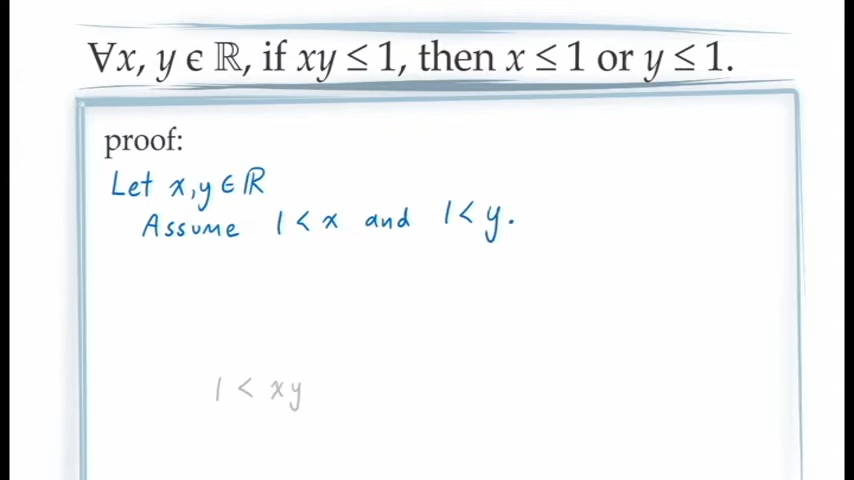 ∀x, y ϵ ℝ, if xy ≤ 1, then x ≤ 1 or y ≤ 1.
proof:
Let x, y ∈ ℝ
Assume 1 < x and 1 < y.
1 < xy